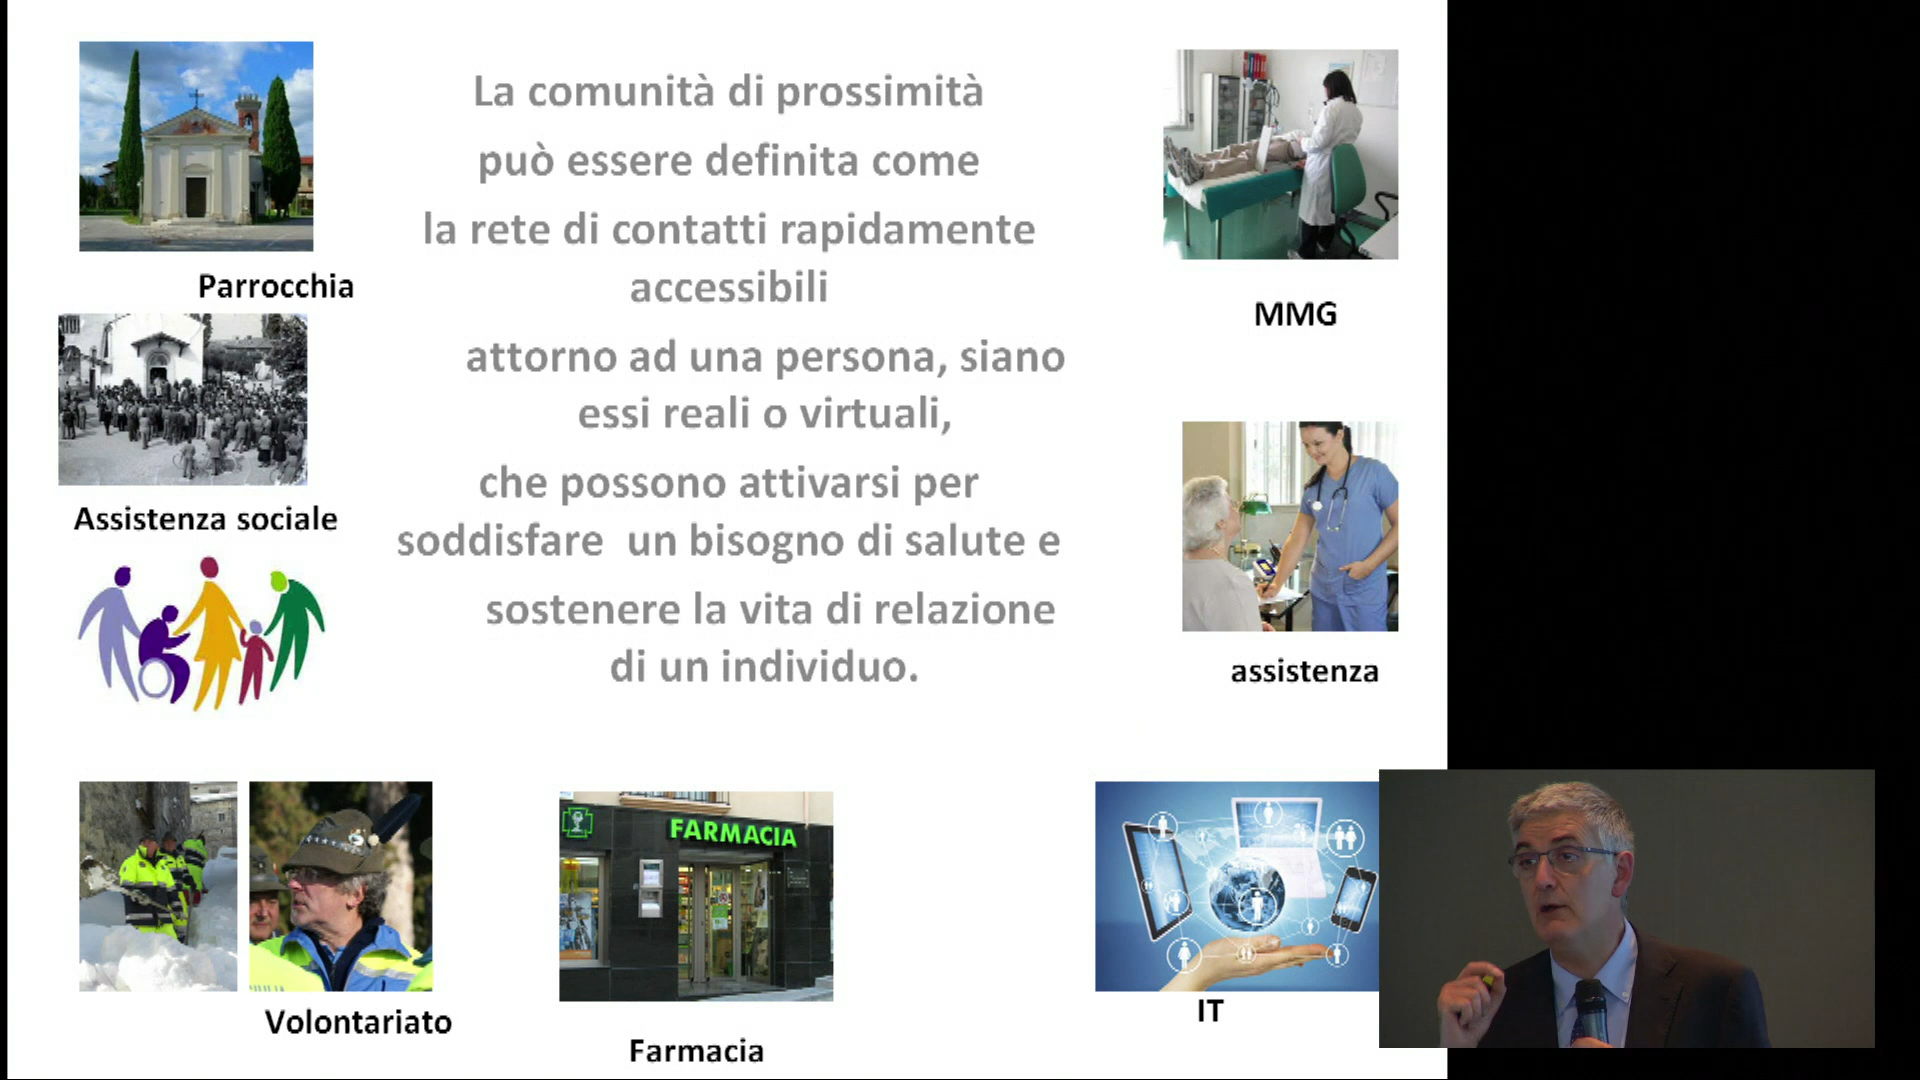 La comunità di prossimità
può essere definita come
la rete di contatti rapidamente
accessibili
attorno ad una persona, siano
essi reali o virtuali,
che possono attivarsi per
soddisfare un bisogno di salute e
sostenere la vita di relazione
di un individuo.
Parrocchia
Assistenza sociale
MMG
assistenza
Volontariato
FARMACIA
Farmacia
IT